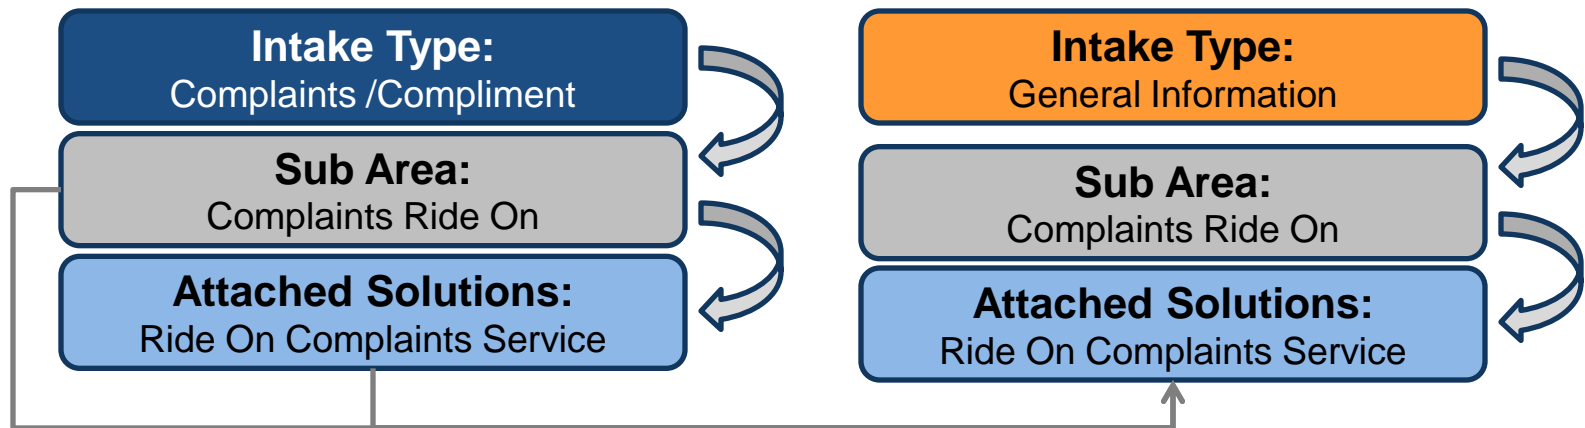 Intake Type:
Complaints /Compliment
Sub Area:
Complaints Ride On
Attached Solutions:
Ride On Complaints Service
Intake Type:
General Information
Sub Area:
Complaints Ride On
Attached Solutions:
Ride On Complaints Service